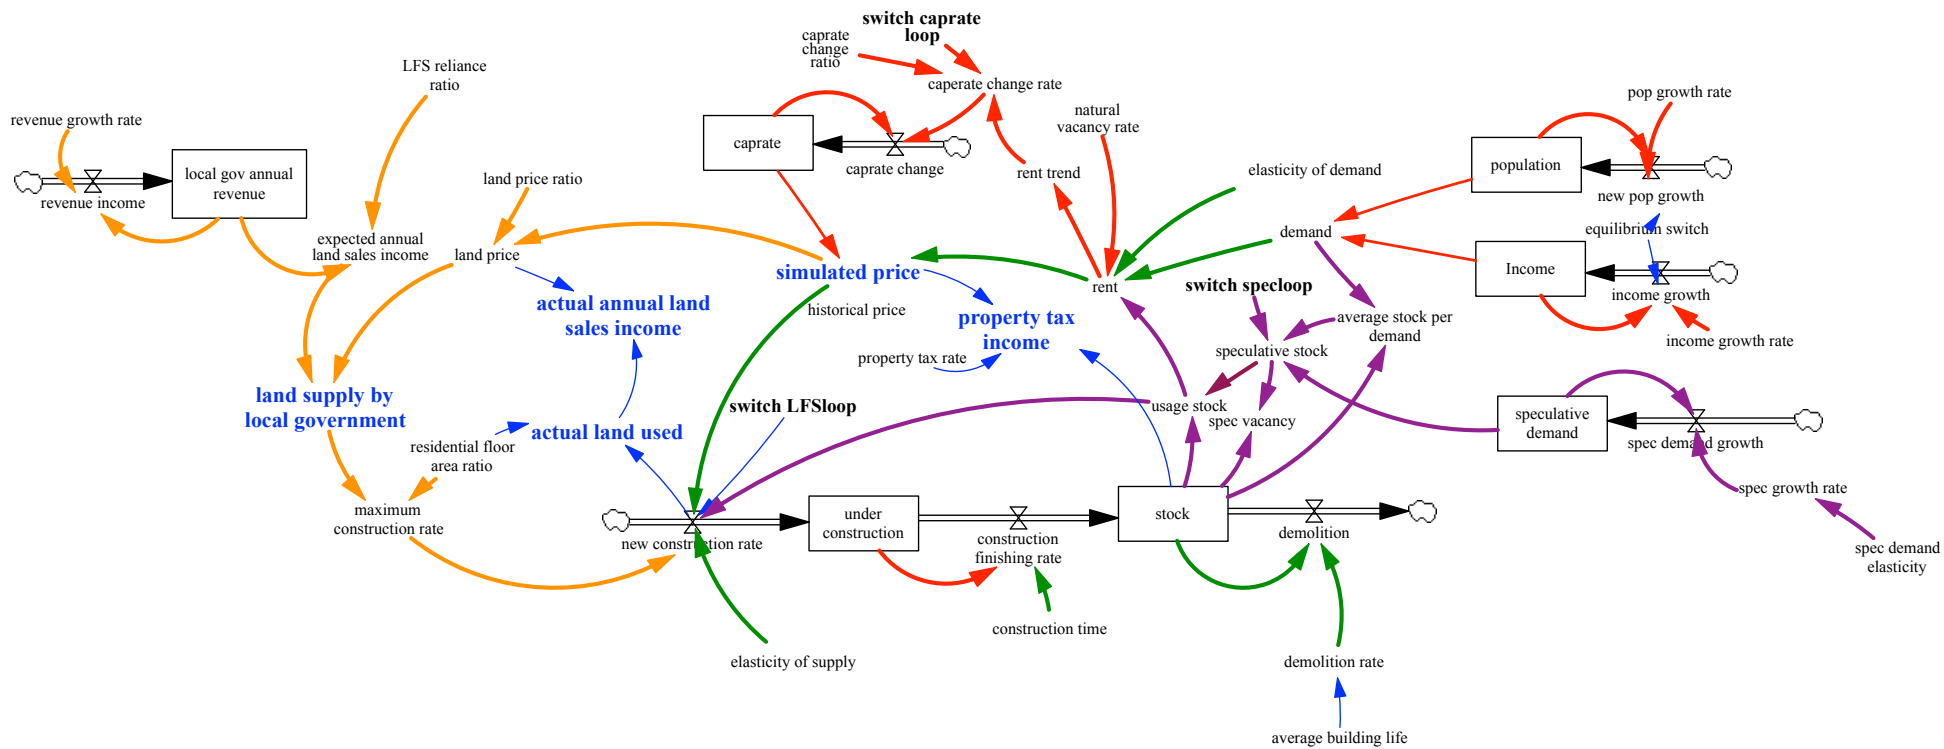 switch caprate
loop
caprate
change
ratio
LFS reliance
ratio
caperate change rate
pop growth rate
revenue growth rate
natural
vacancy rate
caprate
caprate change
population
local gov annual
revenue
revenue income
land price ratio
rent trend
elasticity of demand
new pop growth
expected annual
land sales income
land price
demand
equilibrium switch
simulated price
Income
income growth
rent
switch specloop
actual annual land
sales income
historical price
property tax
income
average stock per
demand
income growth rate
property tax rate
speculative stock
land supply by
local government
switch LFSloop
usage stock
spec vacancy
speculative
demand
spec demand growth
actual land used
residential floor
area ratio
spec growth rate
maximum
construction rate
new construction rate
under
construction
construction
finishing rate
stock
demolition
spec demand
elasticity
construction time
elasticity of supply
demolition rate
average building life